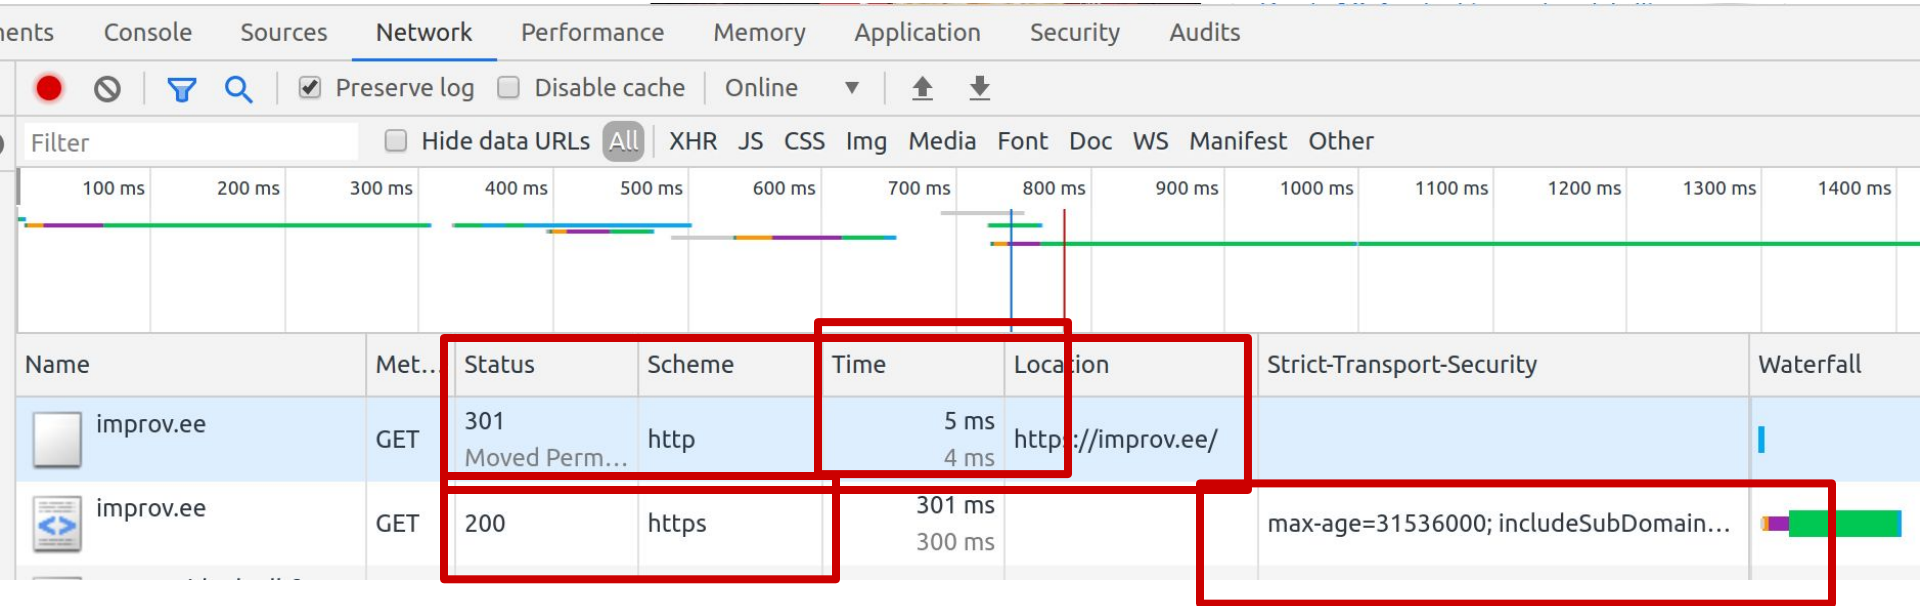 ents Console Sources Network Performance Memory Application Security Audits
Preserve log Disable cache Online
Filter Hide data URLs All XHR JS CSS Img Media Font Doc WS Manifest Other
100 ms 200 ms 300 ms 400 ms 500 ms 600 ms 700 ms 800 ms 900 ms 1000 ms 1100 ms 1200 ms 1300 ms 1400 ms
Name Met... Status Scheme Time Location Strict-Transport-Security Waterfall
improv.ee GET 301 http 5 ms https://improv.ee/
Moved Perm... 4 ms
improv.ee GET 200 https 301 ms max-age=31536000; includeSubDomain...
300 ms